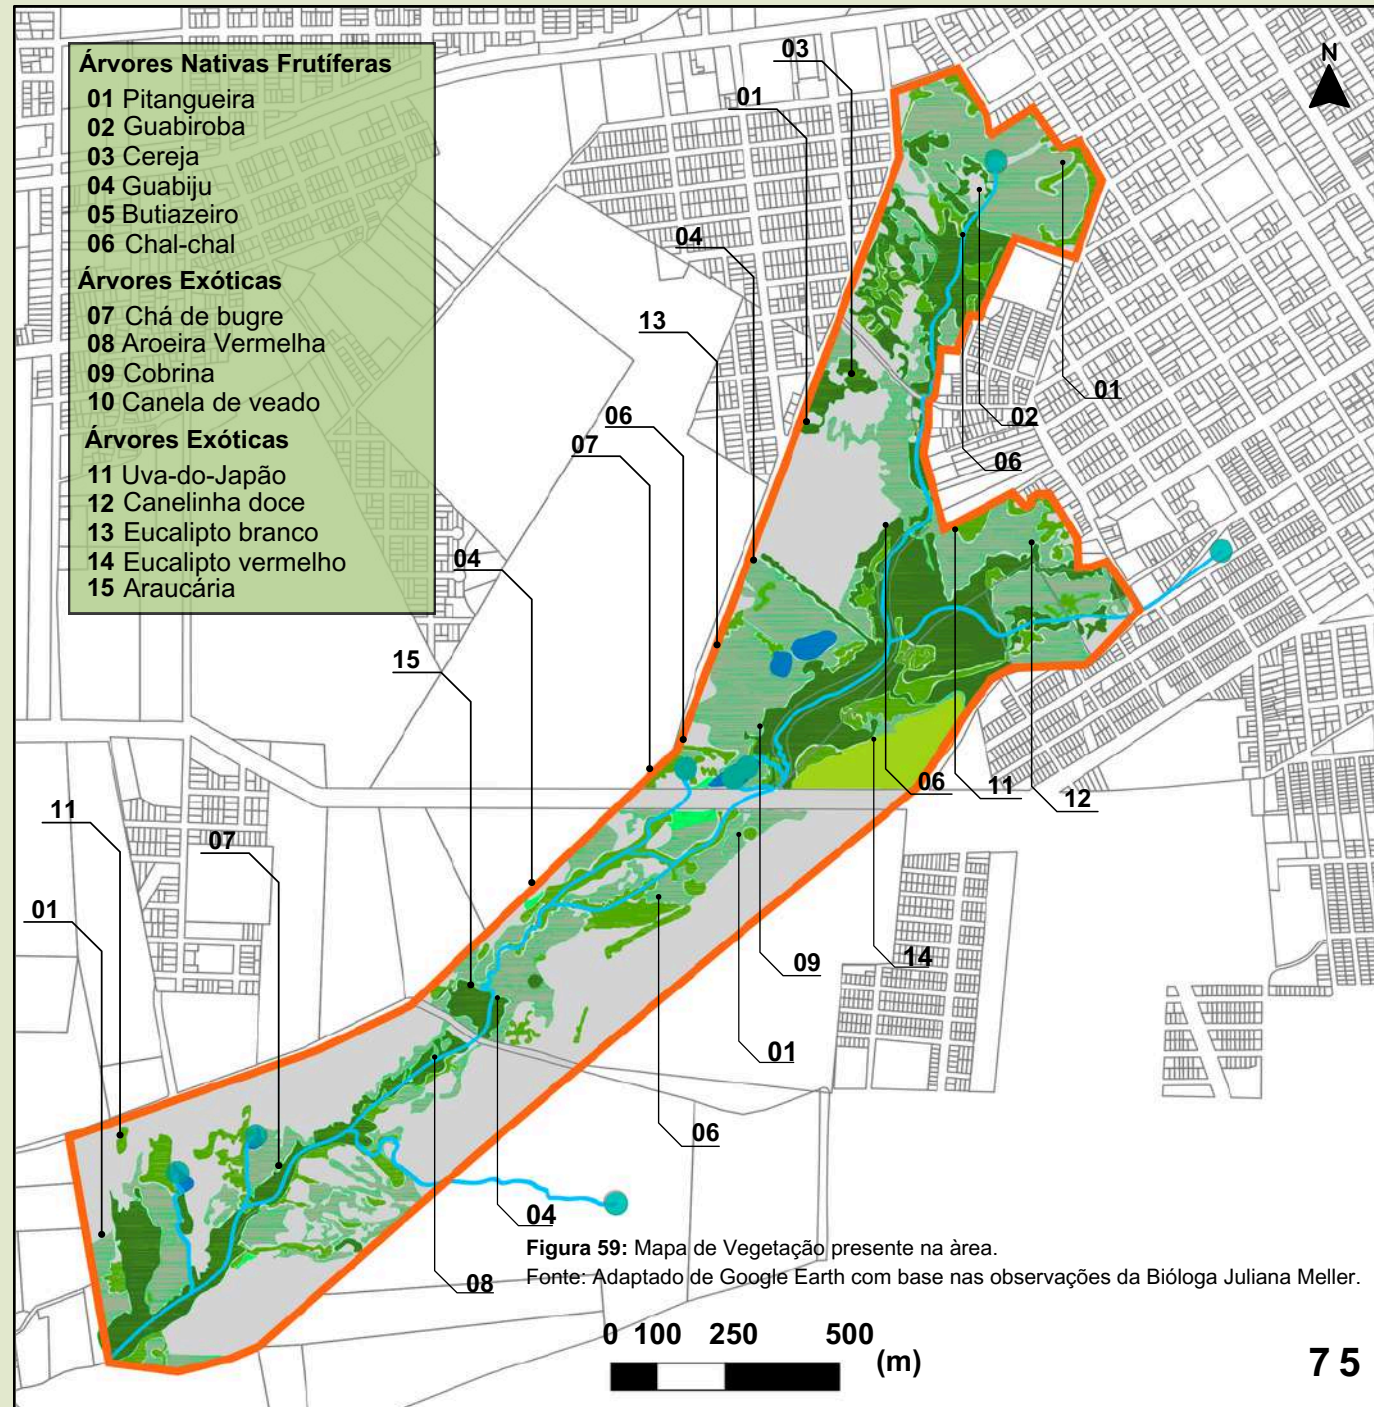 Árvores Nativas Frutíferas
01 Pitangueira
02 Guabiroba
03 Cereja
04 Guabiju
05 Butiazeiro
06 Chal-chal
Árvores Exóticas
07 Chá de bugre
08 Aroeira Vermelha
09 Cobrina
10 Canela de veado
Árvores Exóticas
11 Uva-do-Japão
12 Canelinha doce
13 Eucalipto branco
14 Eucalipto vermelho
15 Araucária
N
03
01
04
13
06
07
04
15
11
07
01
01
02
06
06
11
12
09
14
01
06
04
08
Figura 59: Mapa de Vegetação presente na àrea.
Fonte: Adaptado de Google Earth com base nas observações da Bióloga Juliana Meller.
0 100 250 500
(m)
75